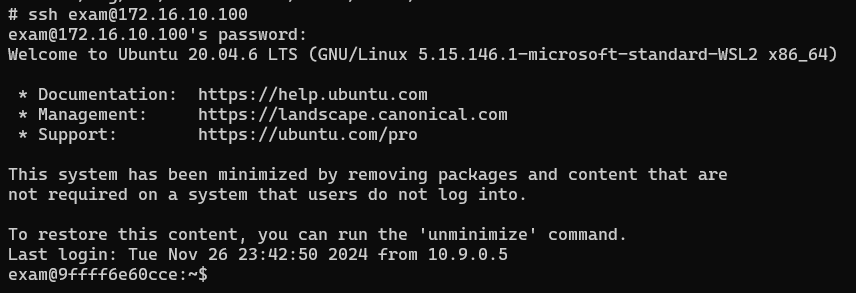 # ssh exam@172.16.10.100
exam@172.16.10.100's password:
Welcome to Ubuntu 20.04.6 LTS (GNU/Linux 5.15.146.1-microsoft-standard-WSL2 x86_64)
* Documentation: https://help.ubuntu.com
* Management: https://landscape.canonical.com
* Support: https://ubuntu.com/pro
This system has been minimized by removing packages and content that are
not required on a system that users do not log into.
To restore this content, you can run the 'unminimize' command.
Last login: Tue Nov 26 23:42:50 2024 from 10.9.0.5
exam@9ffff6e60cce:~$